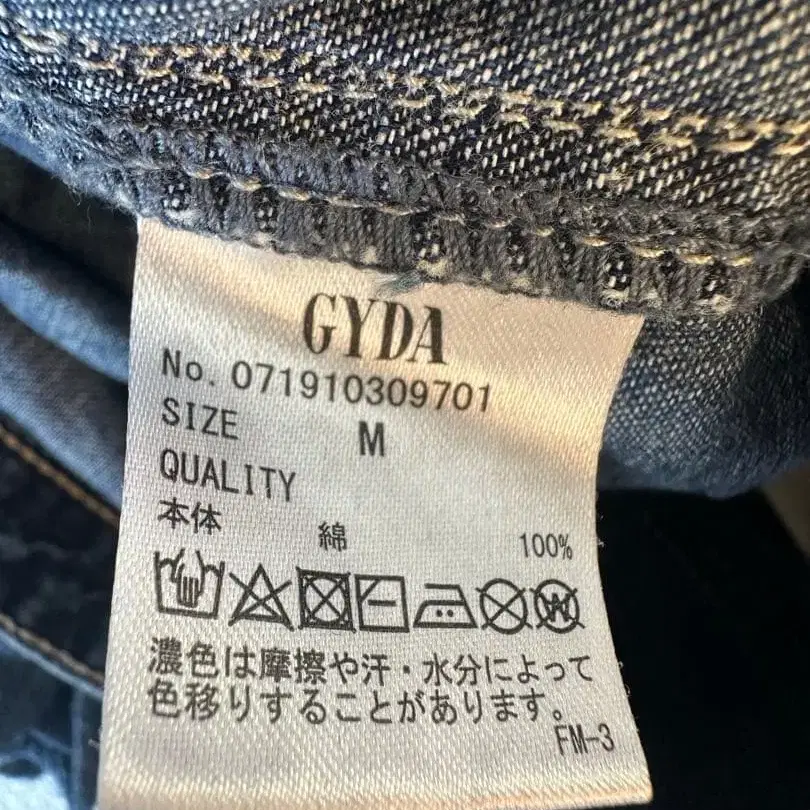 GYDA
No. 071910309701
SIZE M
QUALITY
本体 綿 100%
濃色は摩擦や汗・水分によって
色移りすることがあります。
FM-3